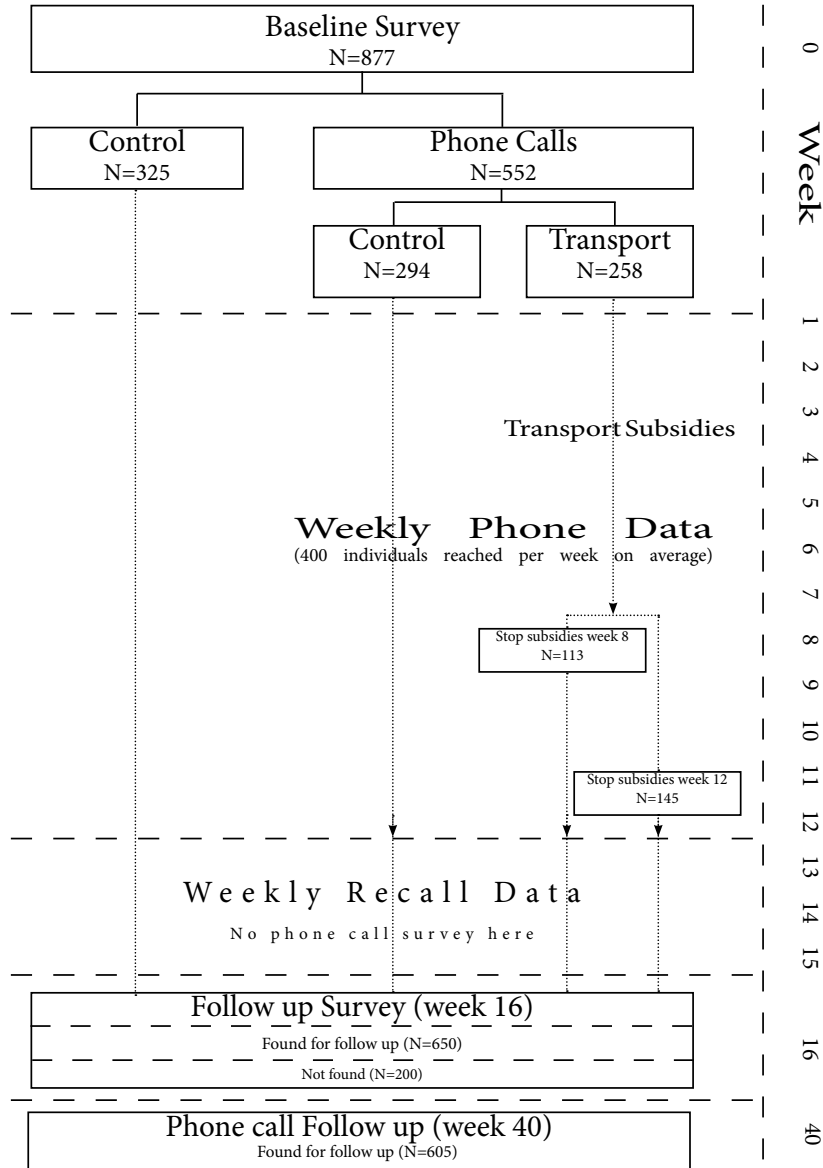 Baseline Survey
N=877
Control
N=325
Phone Calls
N=552
Control
N=294
Transport
N=258
Transport Subsidies
Weekly Phone Data
(400 individuals reached per week on average)
Stop subsidies week 8
N=113
Stop subsidies week 12
N=145
Weekly Recall Data
No phone call survey here
Follow up Survey (week 16)
Found for follow up (N=650)
Not found (N=200)
Phone call Follow up (week 40)
Found for follow up (N=605)
Week
0
1
2
3
4
5
6
7
8
9
10
11
12
13
14
15
16
40